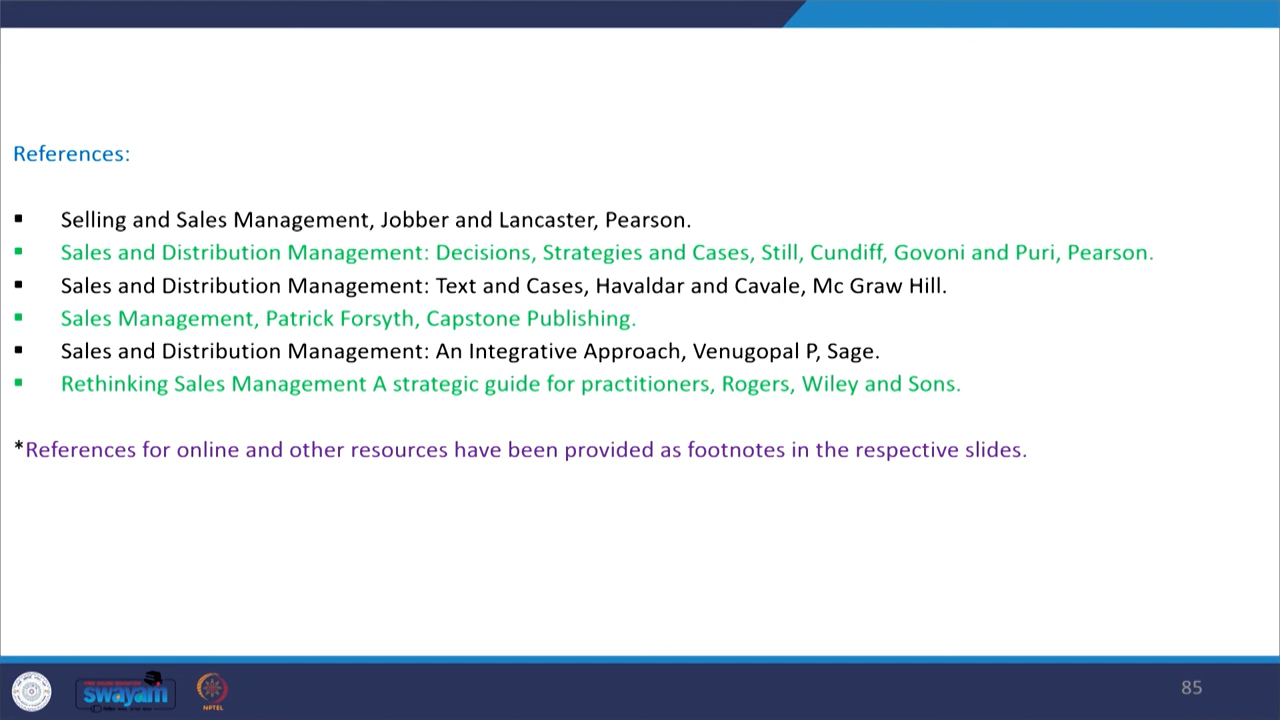 References:
▪ Selling and Sales Management, Jobber and Lancaster, Pearson.
▪ Sales and Distribution Management: Decisions, Strategies and Cases, Still, Cundiff, Govoni and Puri, Pearson.
▪ Sales and Distribution Management: Text and Cases, Havaldar and Cavale, Mc Graw Hill.
▪ Sales Management, Patrick Forsyth, Capstone Publishing.
▪ Sales and Distribution Management: An Integrative Approach, Venugopal P, Sage.
▪ Rethinking Sales Management A strategic guide for practitioners, Rogers, Wiley and Sons.
*References for online and other resources have been provided as footnotes in the respective slides.
swayam
NPTEL
85